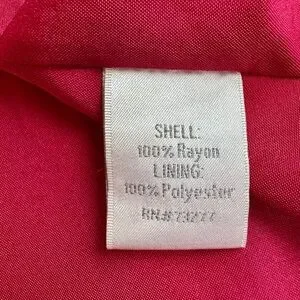 SHELL:
100% Rayon
LINING:
100% Polyester
RN#73277